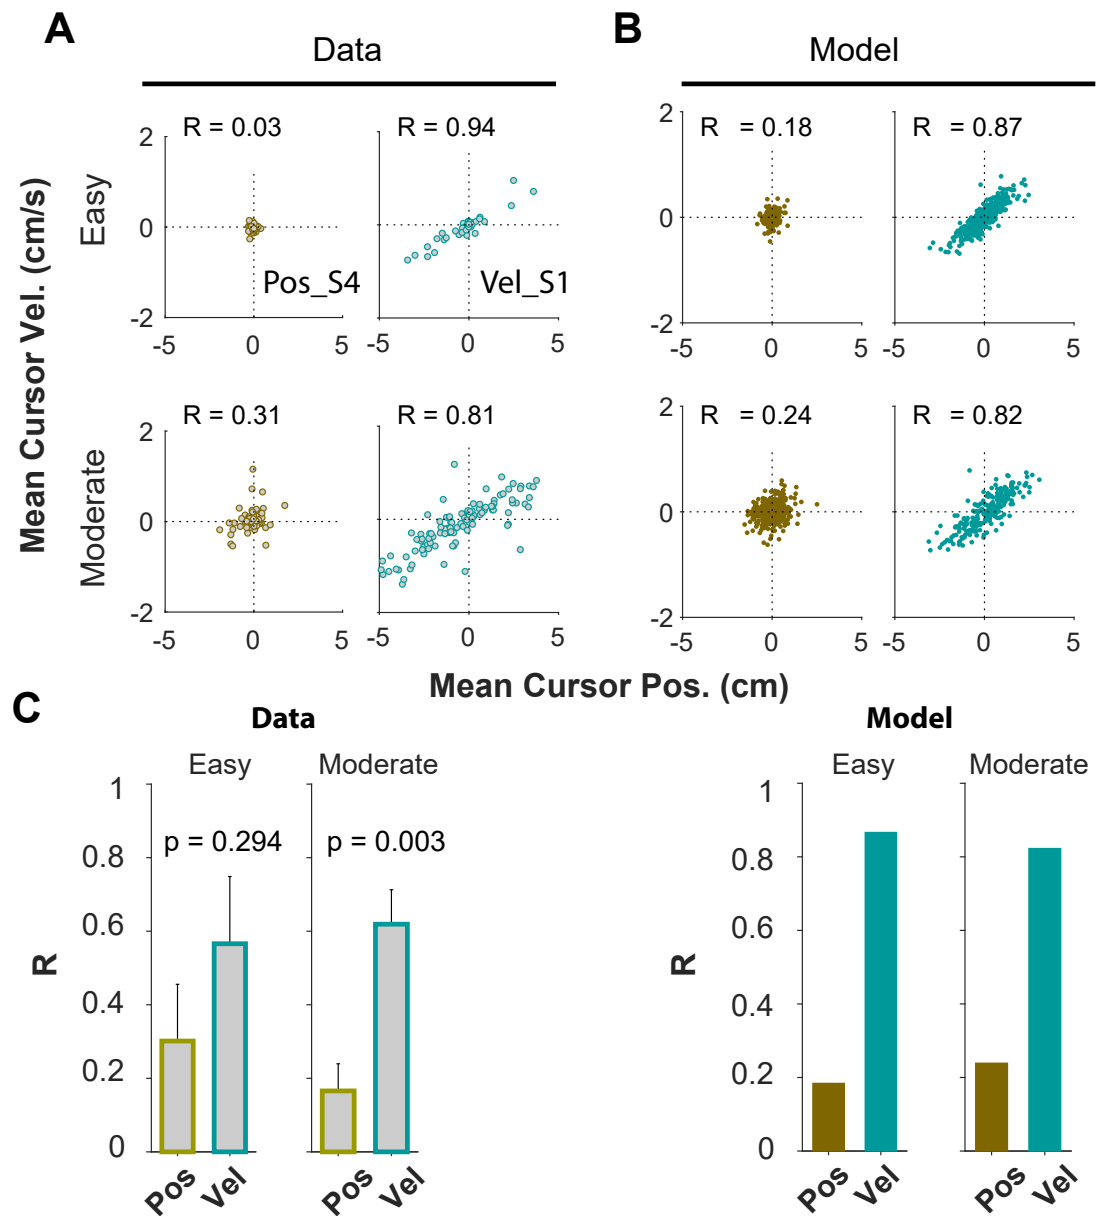 A
Data
B
Model
Mean Cursor Vel. (cm/s)
Easy
R = 0.03
R = 0.94
R = 0.18
R = 0.87
2
0
-2
Pos_S4
Vel_S1
-5 0 5
-5 0 5
2
0
-2
-5 0 5
-5 0 5
Moderate
R = 0.31
R = 0.81
R = 0.24
R = 0.82
2
0
-2
-5 0 5
-5 0 5
2
0
-2
-5 0 5
-5 0 5
Mean Cursor Pos. (cm)
C
Data
Easy
Moderate
p = 0.294
p = 0.003
R
1
0.8
0.6
0.4
0.2
0
Pos
Vel
Pos
Vel
Model
Easy
Moderate
R
1
0.8
0.6
0.4
0.2
0
Pos
Vel
Pos
Vel